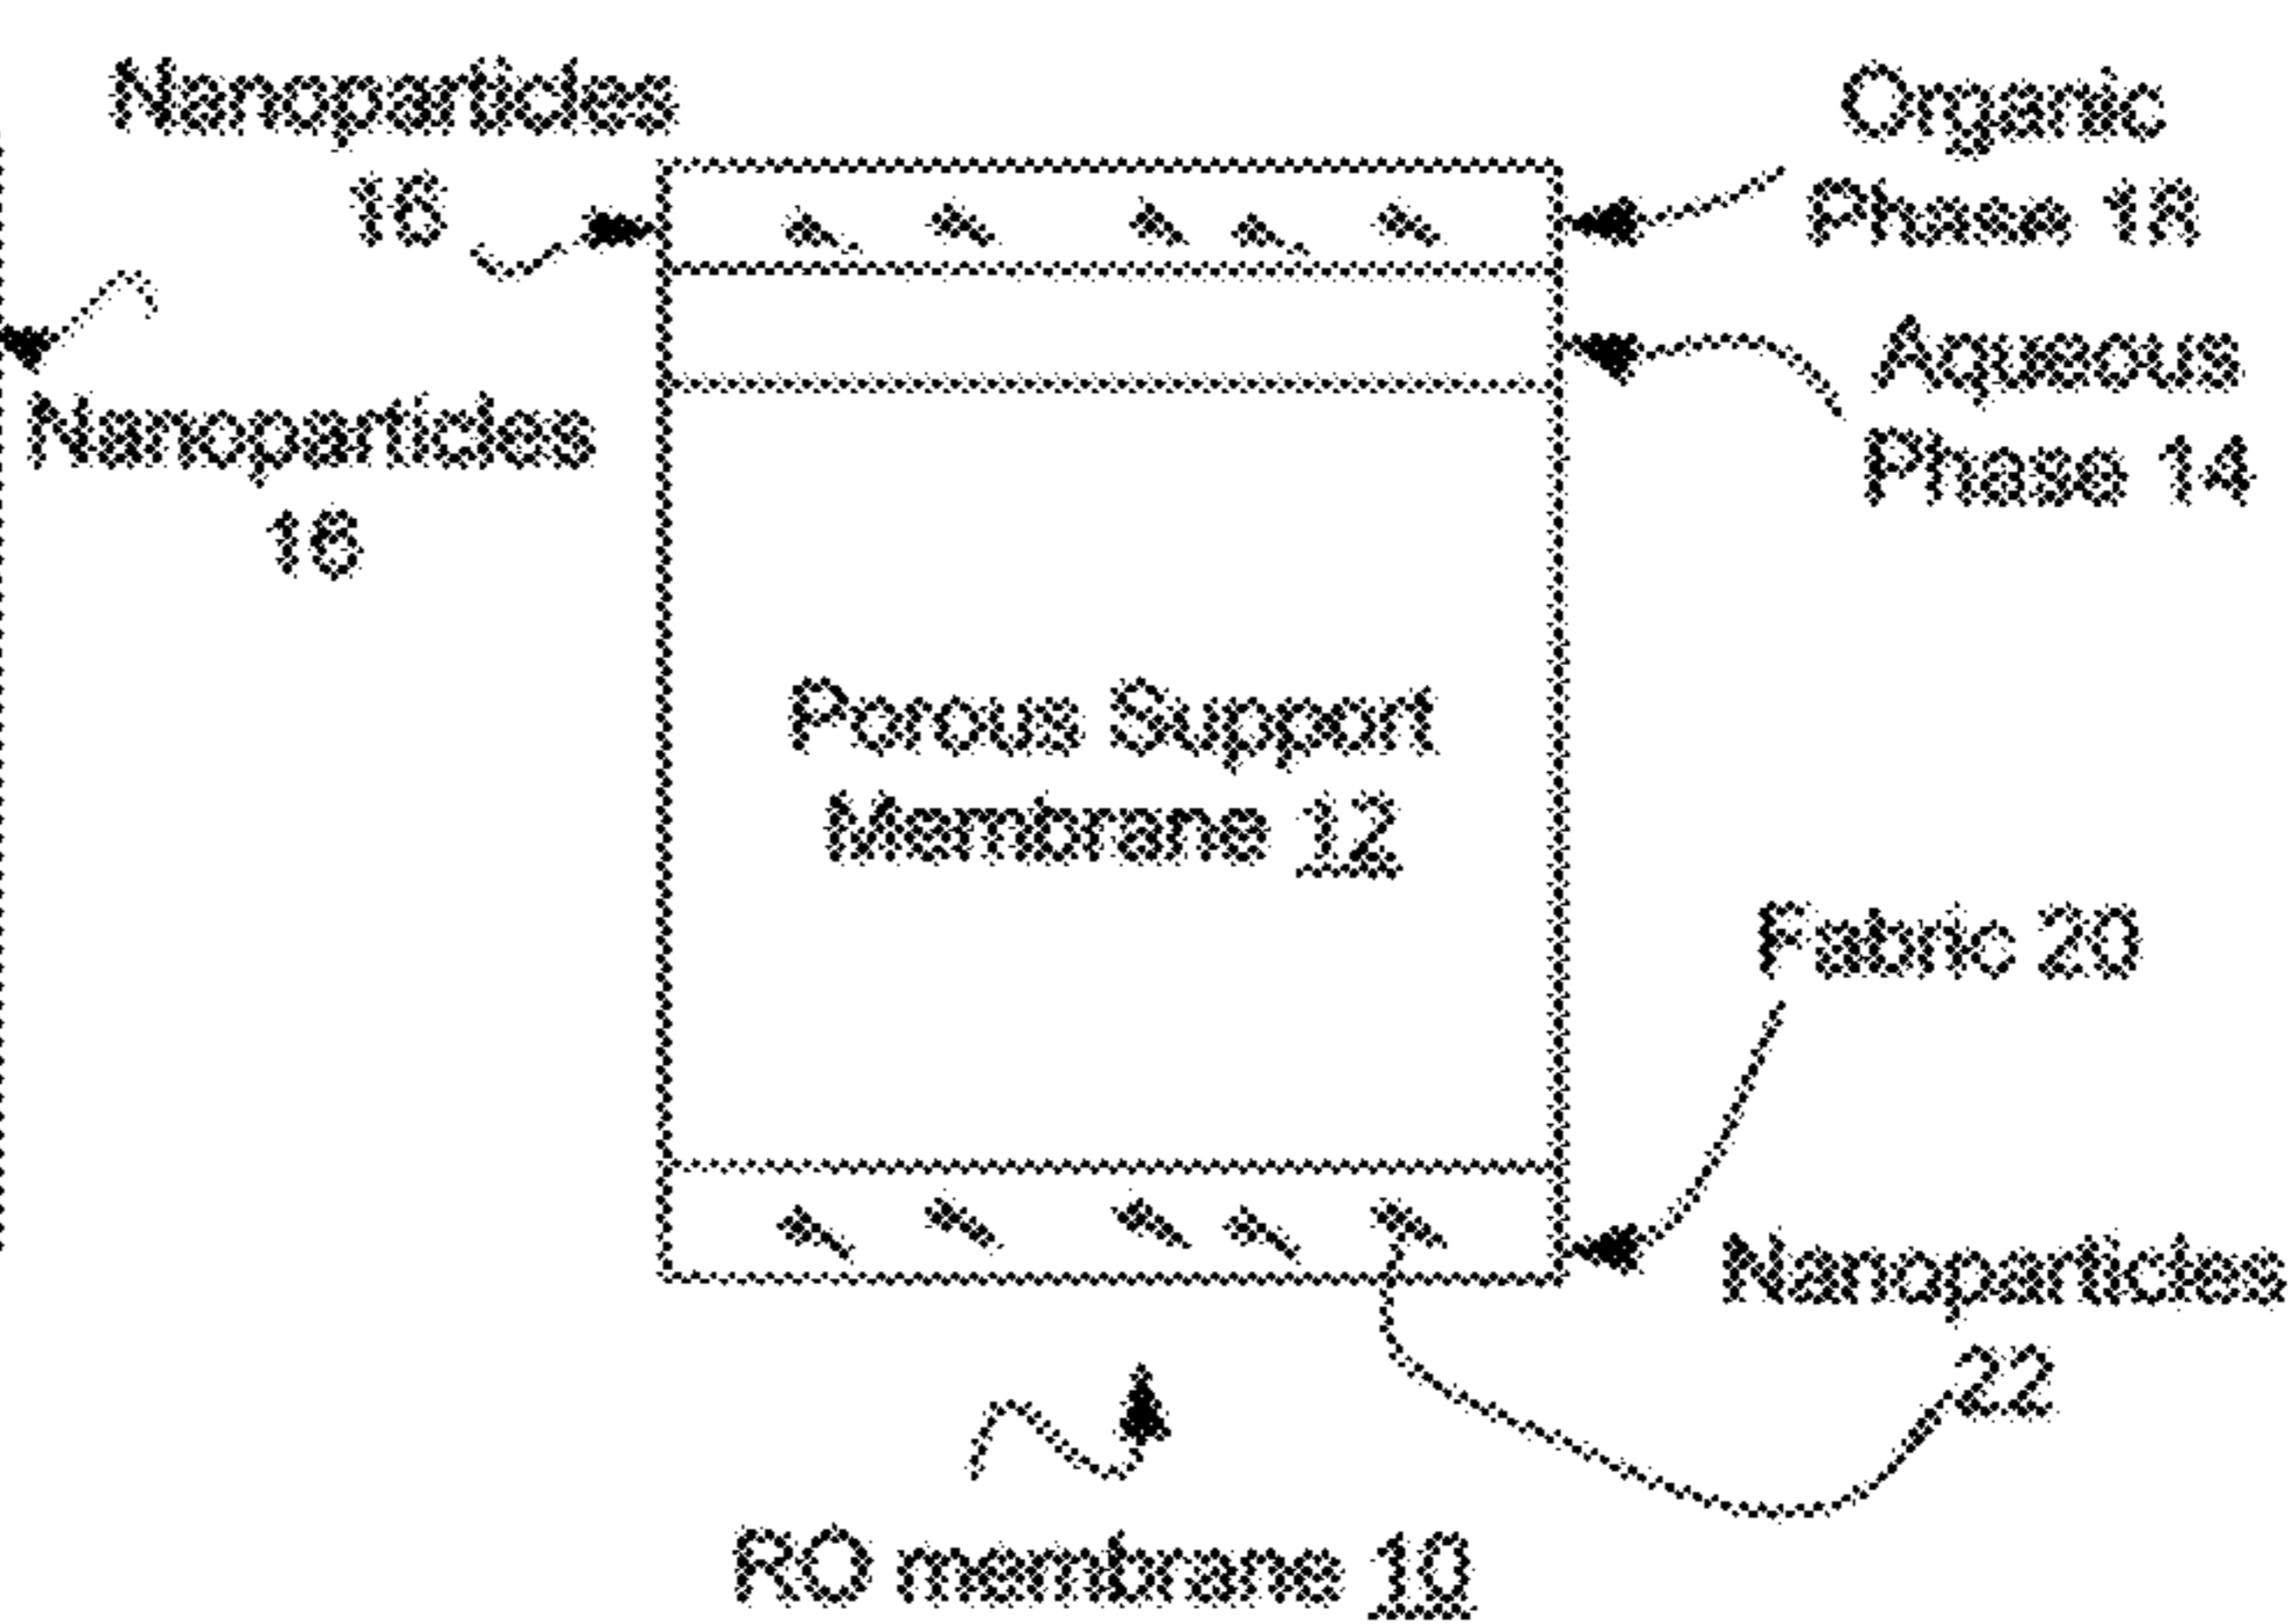 Nanoparticles
16
Organic
Phase 18
Nanoparticles
16
Aqueous
Phase 14
Porous Support
Membrane 12
Fabric 20
Nanoparticles
22
RO membrane 10